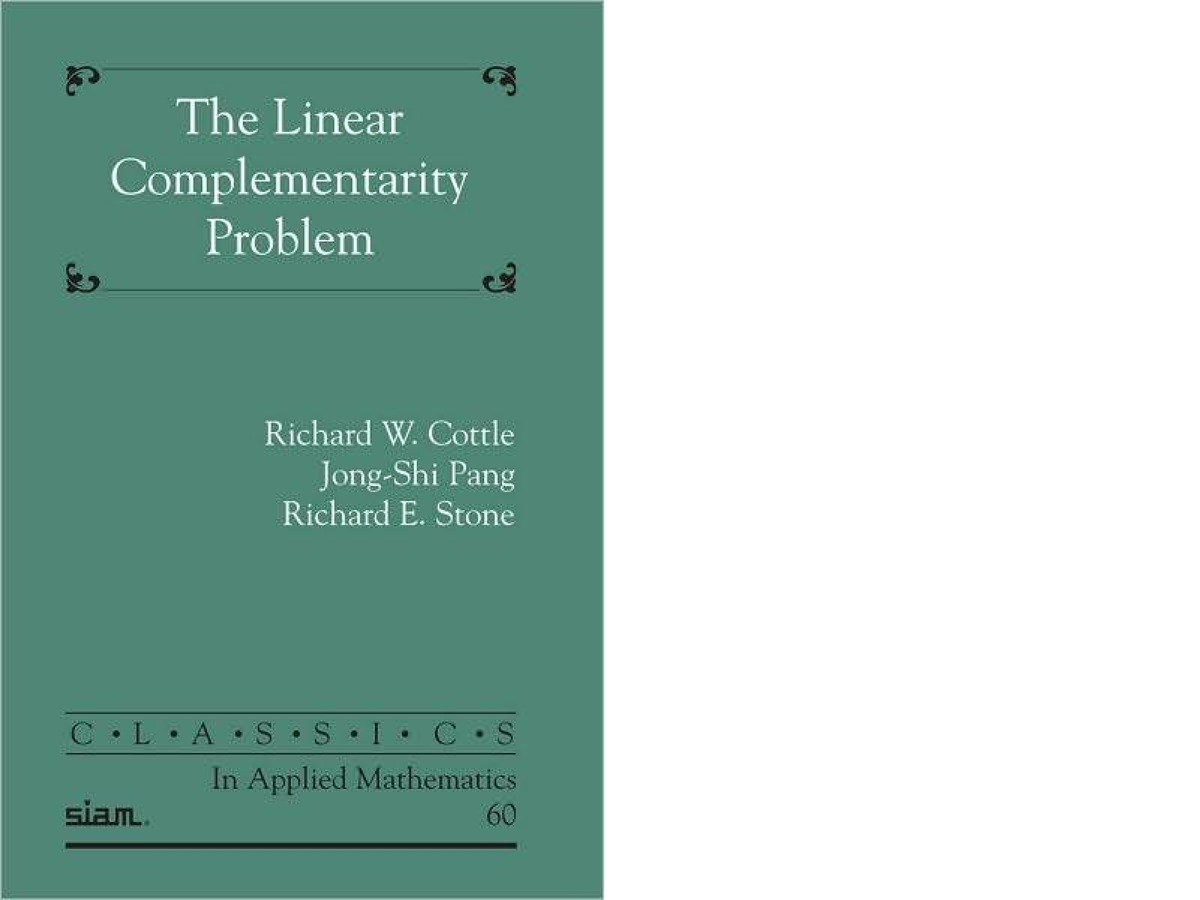 The Linear
Complementarity
Problem
Richard W. Cottle
Jong-Shi Pang
Richard E. Stone
C • L • A • S • S • I • C • S
In Applied Mathematics
siam®
60